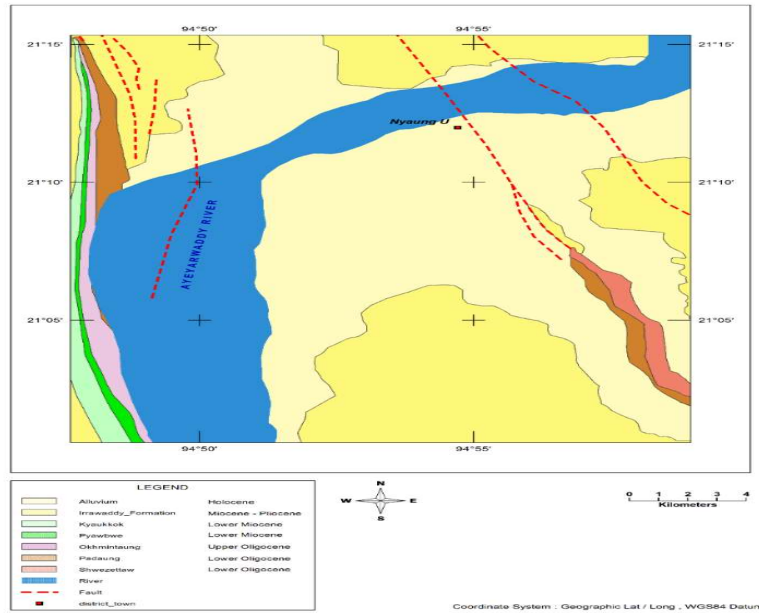 94°50' 94°55'
21°15' 21°15'
Nyaung U
21°10' 21°10'
AYEYARWADDY RIVER
21°05' 21°05'
94°50' 94°55'
LEGEND
Alluvium Holocene
Irrawaddy_Formation Miocene - Pliocene
Kyaukkok Lower Miocene
Pyawbwe Lower Miocene
Okhmintaung Upper Oligocene
Padaung Lower Oligocene
Shwezettaw Lower Oligocene
River
Fault
district_town
N
W E
S
0 1 2 3 4
Kilometers
Coordinate System : Geographic Lat / Long , WGS84 Datum